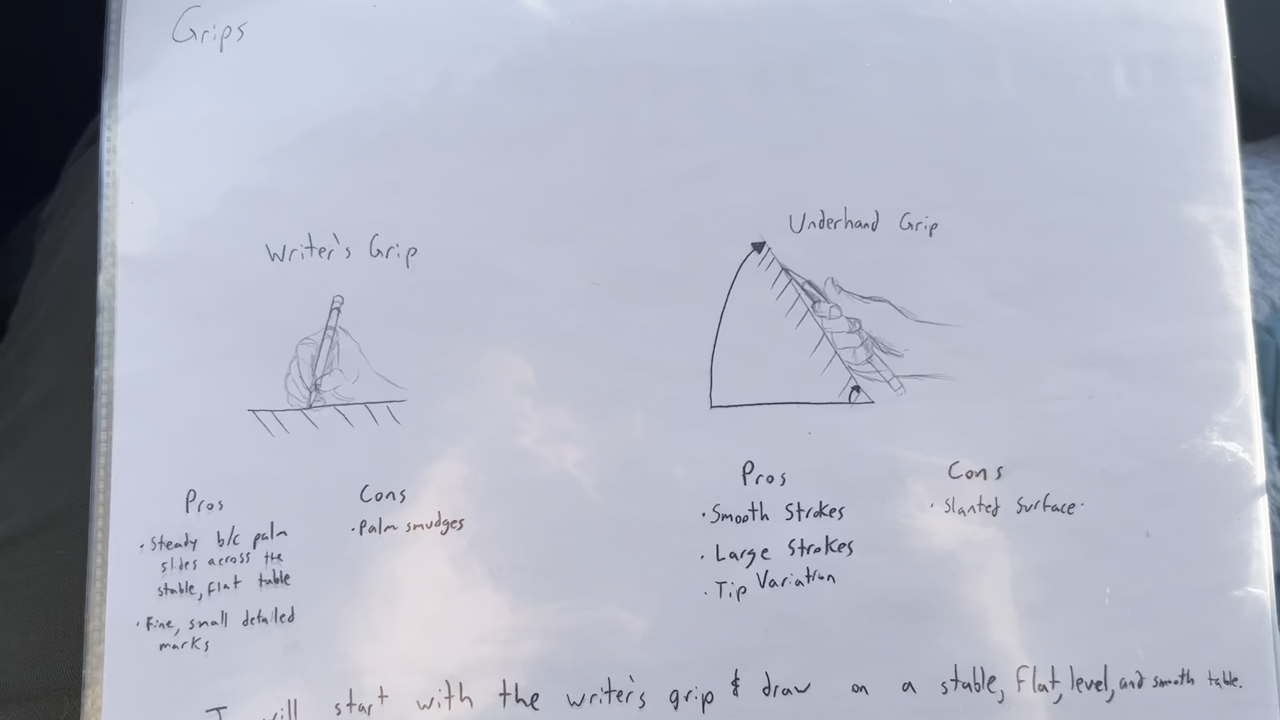 Grips
Writer's Grip
Underhand Grip
Pros
Cons
· Steady b/c palm
slides across the
stable, flat table
· Fine, small detailed
marks
· Palm smudges
Pros
Cons
· Smooth Strokes
· Large Strokes
· Tip Variation
· Slanted Surface
I will start with the writer's grip & draw on a stable, flat, level, and smooth table.